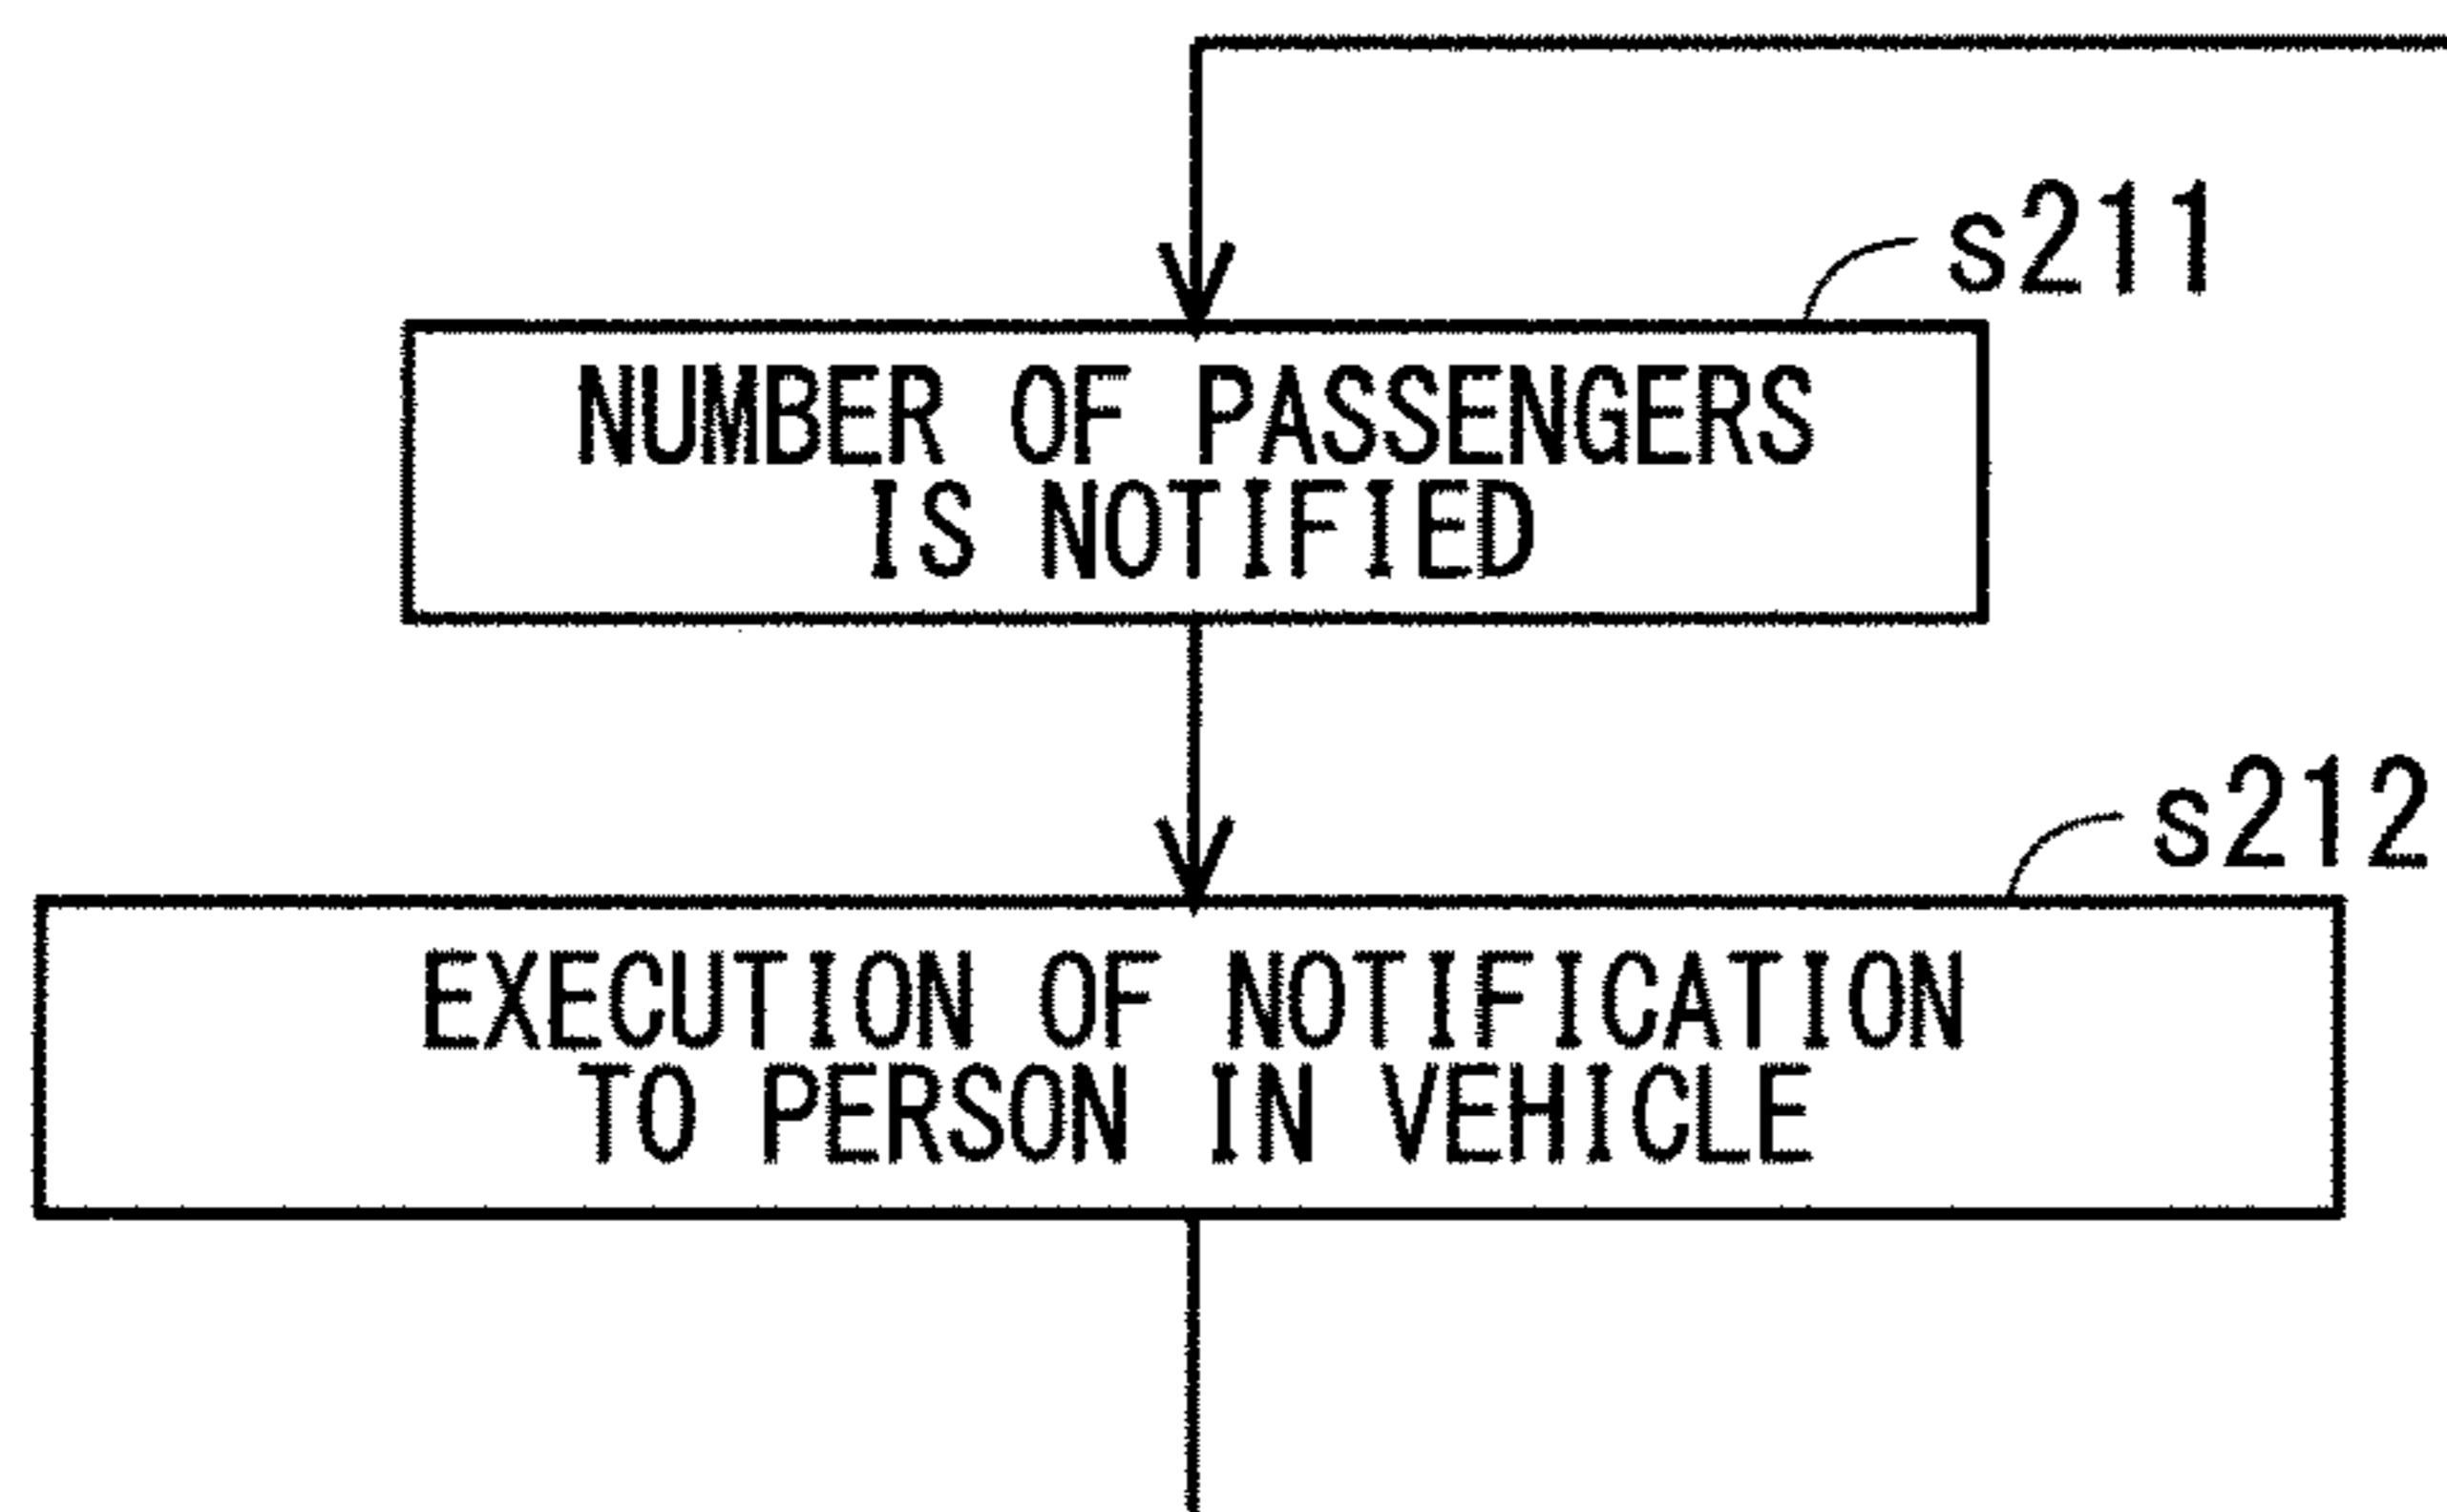 s211
NUMBER OF PASSENGERS
IS NOTIFIED
s212
EXECUTION OF NOTIFICATION
TO PERSON IN VEHICLE